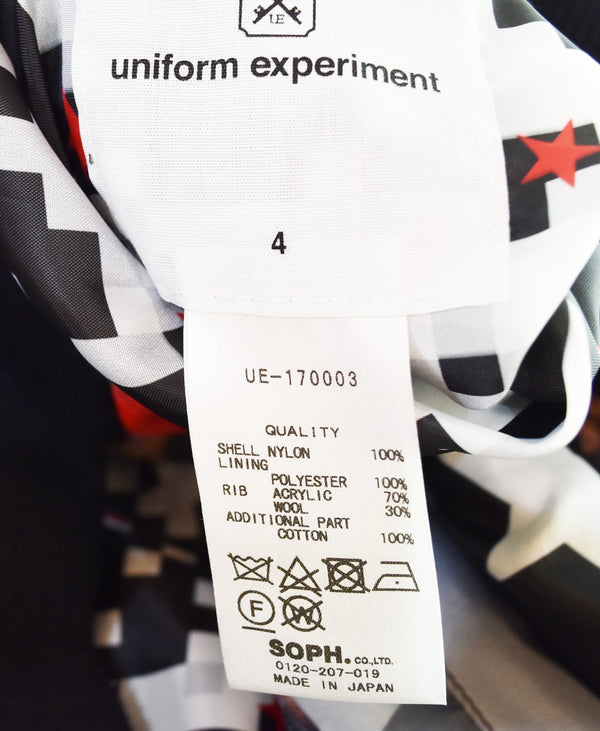 UE
uniform experiment
4
UE-170003
QUALITY
SHELL NYLON 100%
LINING
POLYESTER 100%
RIB ACRYLIC 70%
WOOL 30%
ADDITIONAL PART
COTTON 100%
F W
SOPH. CO.,LTD.
0120-207-019
MADE IN JAPAN